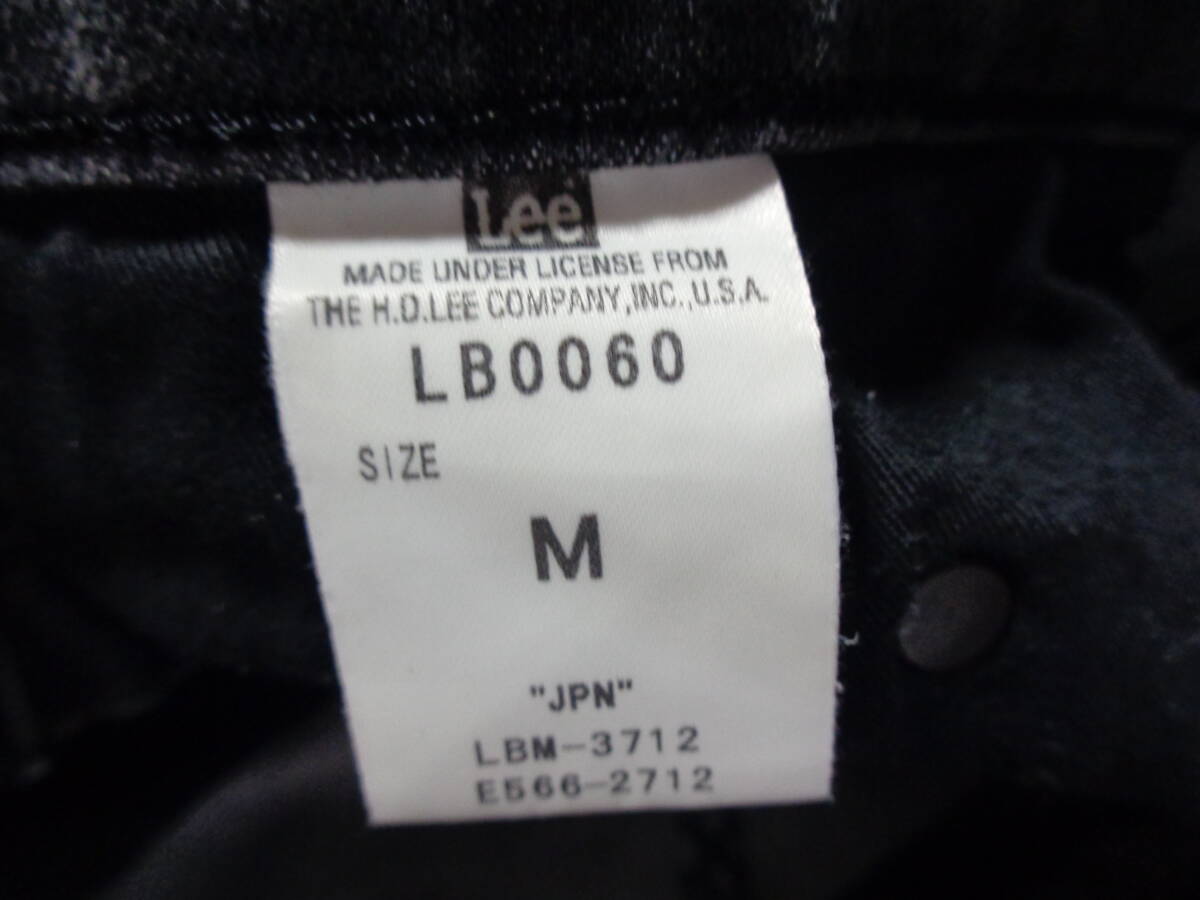 Lee
MADE UNDER LICENSE FROM
THE H.D.LEE COMPANY,INC.,U.S.A.
LB0060
SIZE
M
"JPN"
LBM-3712
E566-2712